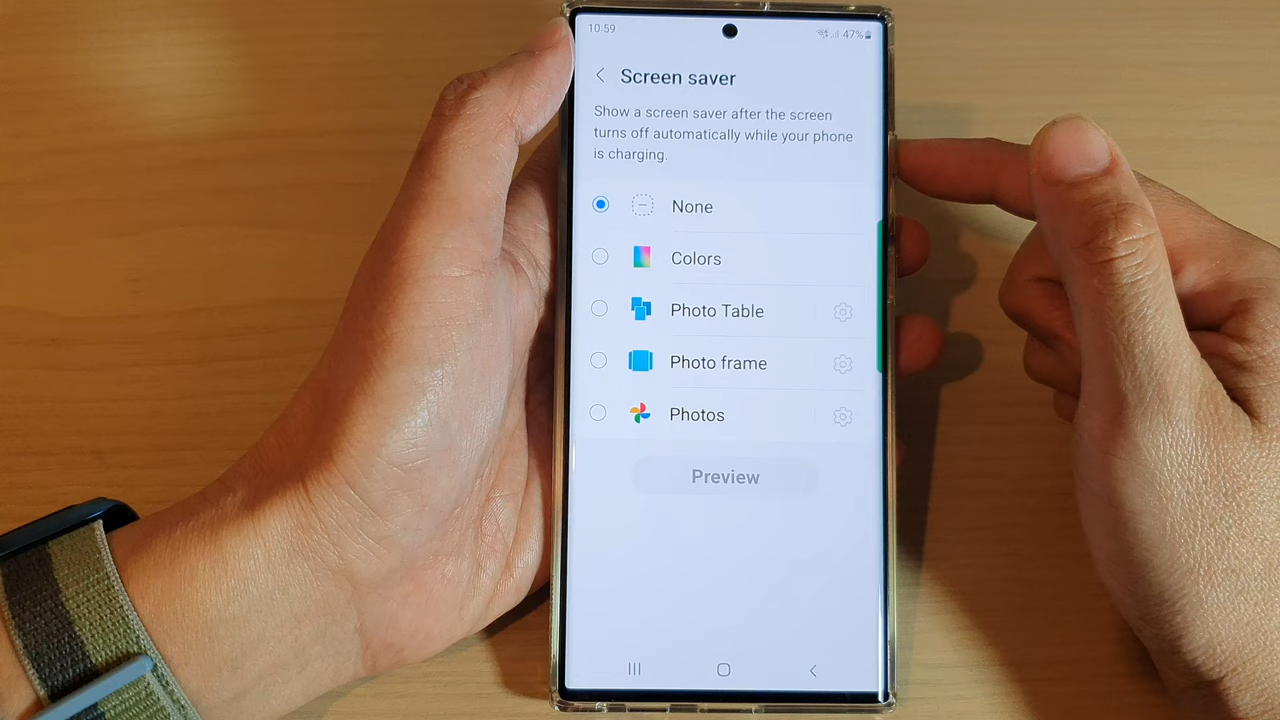 10:59
47%
Screen saver
Show a screen saver after the screen
turns off automatically while your phone
is charging.
None
Colors
Photo Table
Photo frame
Photos
Preview